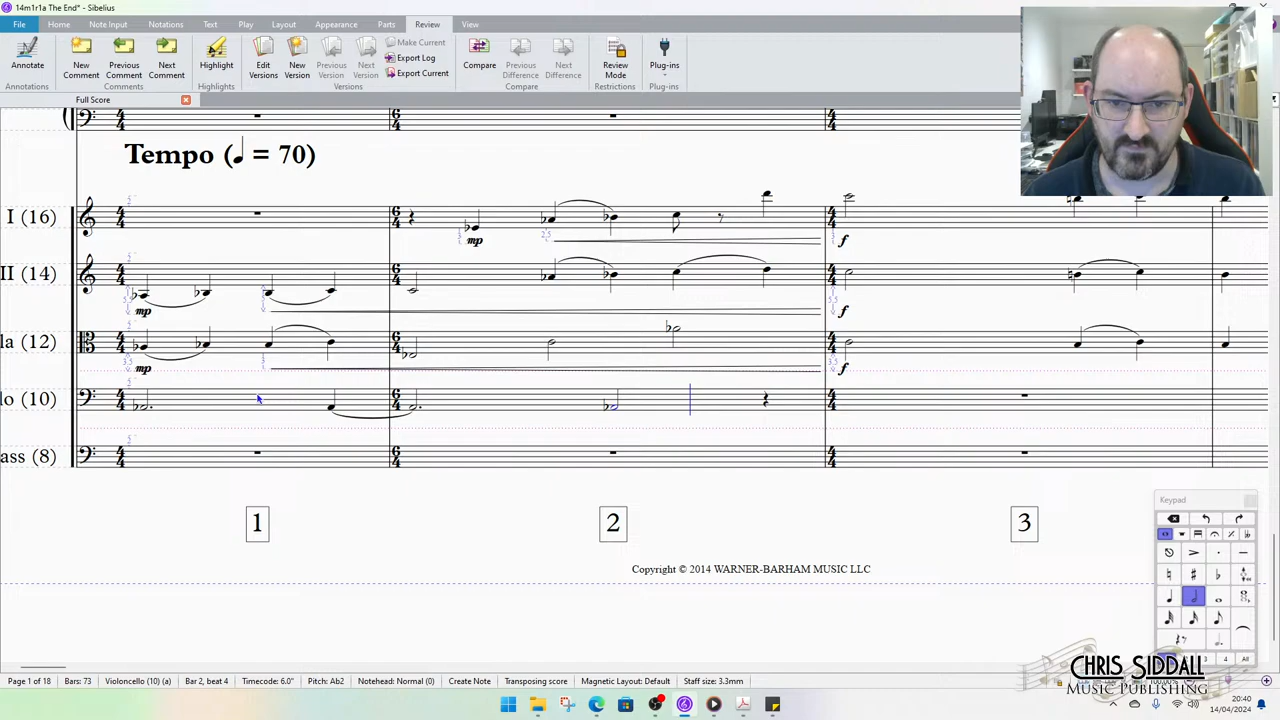 14m1r1a The End* - Sibelius
File Home Note Input Notations Text Play Layout Appearance Parts Review View
Annotate New Comment Previous Comment Next Comment Highlight Edit Versions New Version Previous Version Next Version Make Current Export Log Export Current Compare Previous Difference Next Difference Review Mode Plug-ins
Annotations Comments Highlights Versions Compare Restrictions Plug-ins
Full Score
Tempo (♩ = 70)
I (16)
mp f
II (14)
mp f
la (12)
mp f
lo (10)
ass (8)
1 2 3
Copyright © 2014 WARNER-BARHAM MUSIC LLC
Keypad
3 4 All
CHRIS SIDDALL
MUSIC PUBLISHING
Page 1 of 18 Bars: 73 Violoncello (10) (a) Bar 2, beat 4 Timecode: 6.0" Pitch: Ab2 Notehead: Normal (0) Create Note Transposing score Magnetic Layout: Default Staff size: 3.3mm
20:40
14/04/2024